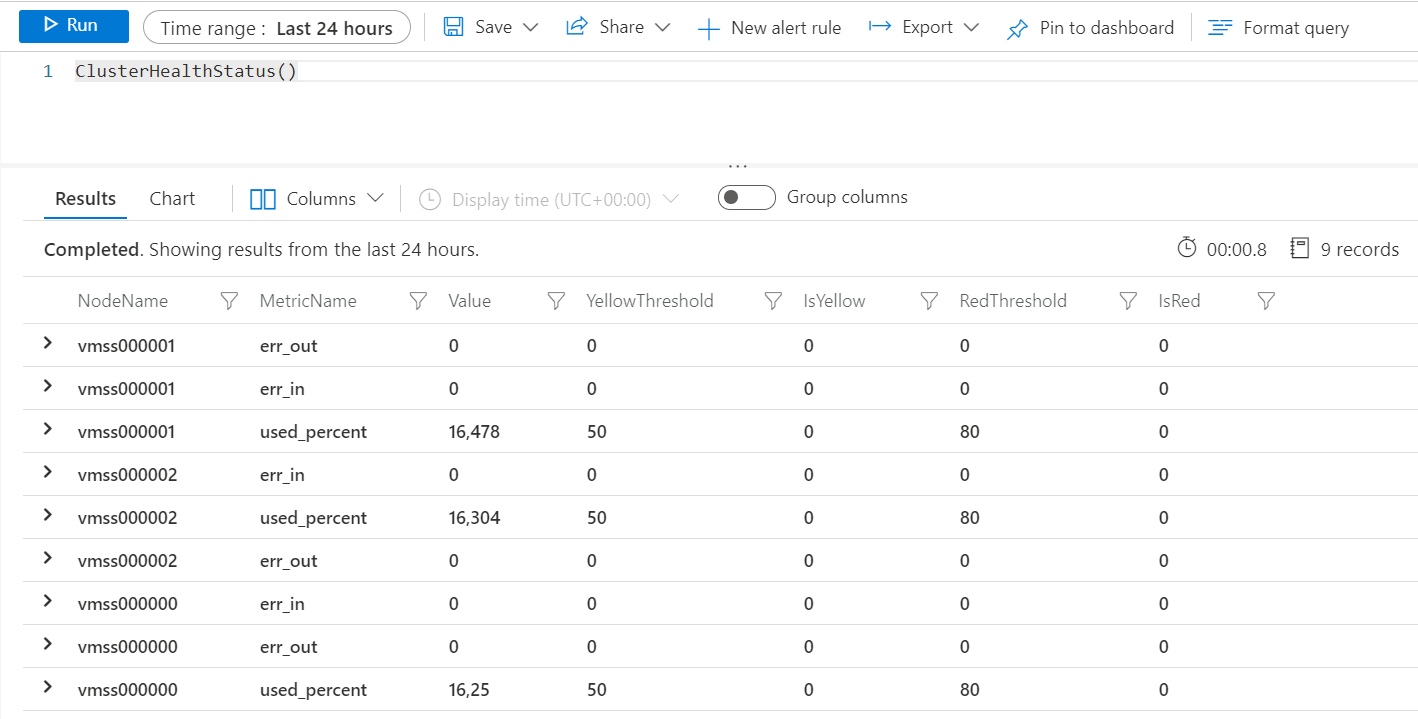 Run Time range : Last 24 hours Save Share New alert rule Export Pin to dashboard Format query
1 ClusterHealthStatus()
...
Results Chart Columns Display time (UTC+00:00) Group columns
Completed. Showing results from the last 24 hours. 00:00.8 9 records
NodeName MetricName Value YellowThreshold IsYellow RedThreshold IsRed
vmss000001 err_out 0 0 0 0 0
vmss000001 err_in 0 0 0 0 0
vmss000001 used_percent 16,478 50 0 80 0
vmss000002 err_in 0 0 0 0 0
vmss000002 used_percent 16,304 50 0 80 0
vmss000002 err_out 0 0 0 0 0
vmss000000 err_in 0 0 0 0 0
vmss000000 err_out 0 0 0 0 0
vmss000000 used_percent 16,25 50 0 80 0